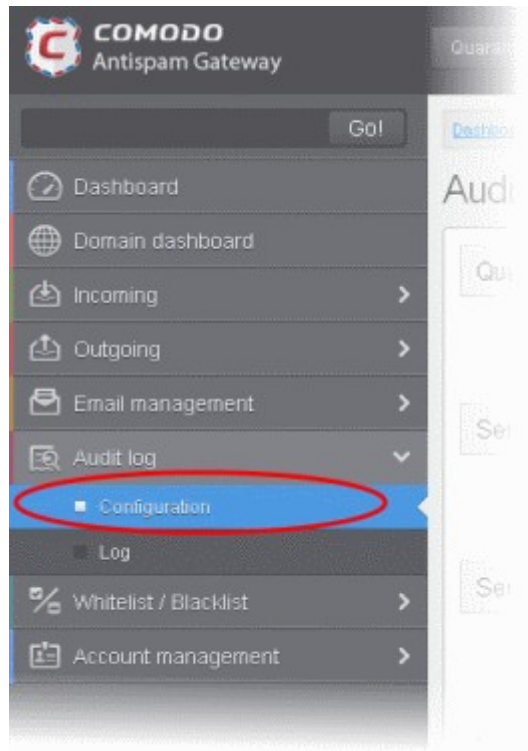 COMODO
Antispam Gateway
Go!
Dashboard
Domain dashboard
Incoming
Outgoing
Email management
Audit log
Configuration
Log
Whitelist / Blacklist
Account management